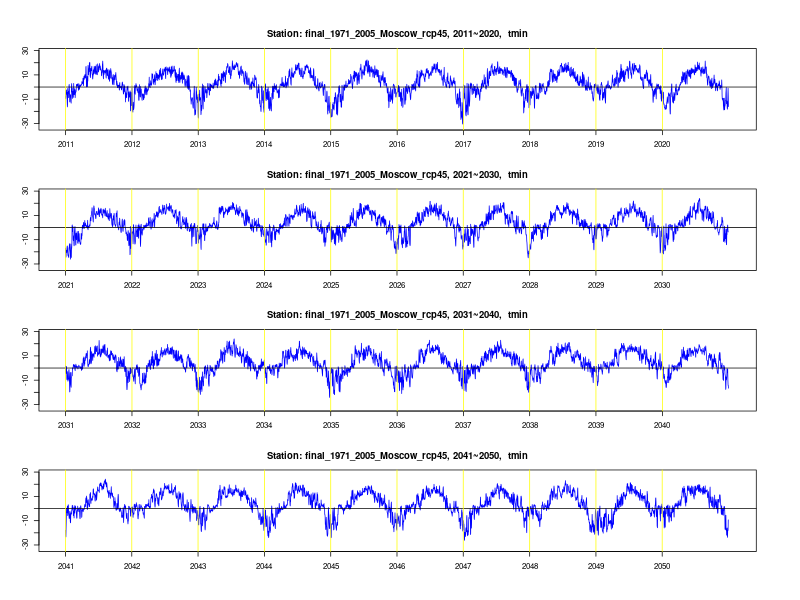 Station: final_1971_2005_Moscow_rcp45, 2011~2020, tmin
30
10
-10
-30
2011 2012 2013 2014 2015 2016 2017 2018 2019 2020
Station: final_1971_2005_Moscow_rcp45, 2021~2030, tmin
30
10
-10
-30
2021 2022 2023 2024 2025 2026 2027 2028 2029 2030
Station: final_1971_2005_Moscow_rcp45, 2031~2040, tmin
30
10
-10
-30
2031 2032 2033 2034 2035 2036 2037 2038 2039 2040
Station: final_1971_2005_Moscow_rcp45, 2041~2050, tmin
30
10
-10
-30
2041 2042 2043 2044 2045 2046 2047 2048 2049 2050